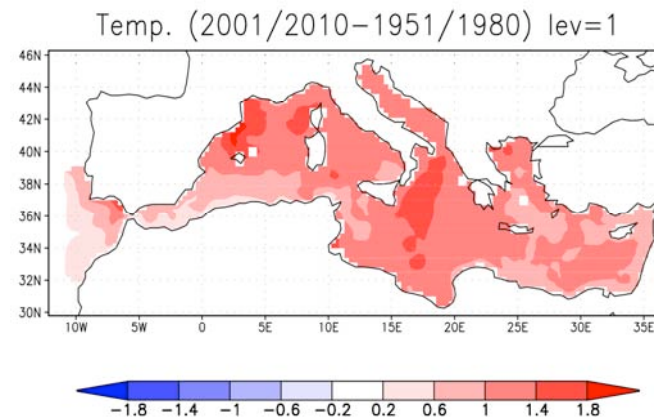 Temp. (2001/2010-1951/1980) lev=1
46N
44N
42N
40N
38N
36N
34N
32N
30N
10W 5W 0 5E 10E 15E 20E 25E 30E 35E
-1.8 -1.4 -1 -0.6 -0.2 0.2 0.6 1 1.4 1.8